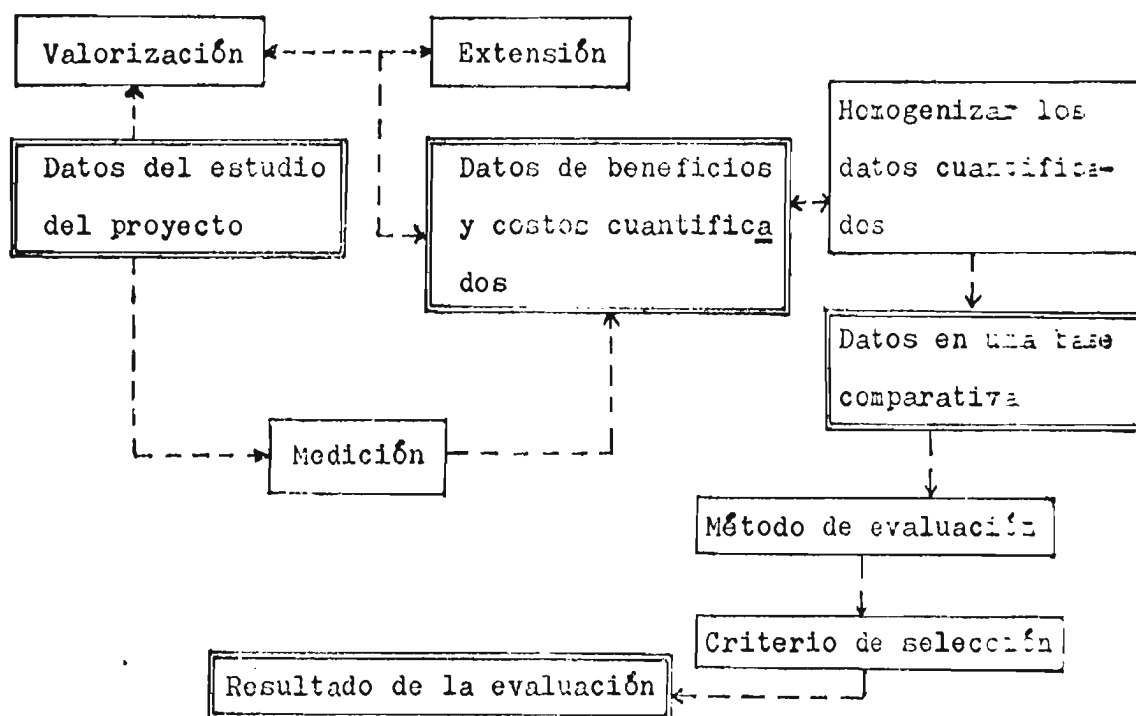 Valorización
Extensión
Datos del estudio
del proyecto
Datos de beneficios
y costos cuantifica
dos
Homogenizar los
datos cuantifica-
dos
Datos en una base
comparativa
Medición
Método de evaluación
Criterio de selección
Resultado de la evaluación